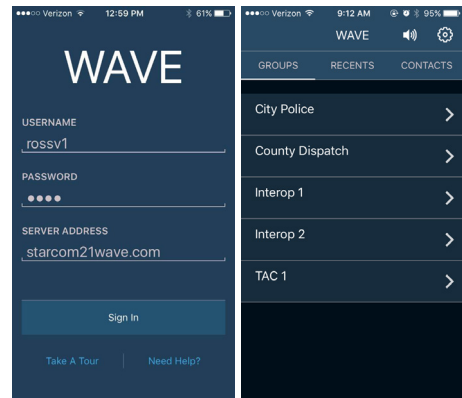 Verizon 12:59 PM 61%
WAVE
USERNAME
rossv1
PASSWORD
SERVER ADDRESS
starcom21wave.com
Sign In
Take A Tour Need Help?
Verizon 9:12 AM 95%
WAVE
GROUPS RECENTS CONTACTS
City Police
County Dispatch
Interop 1
Interop 2
TAC 1